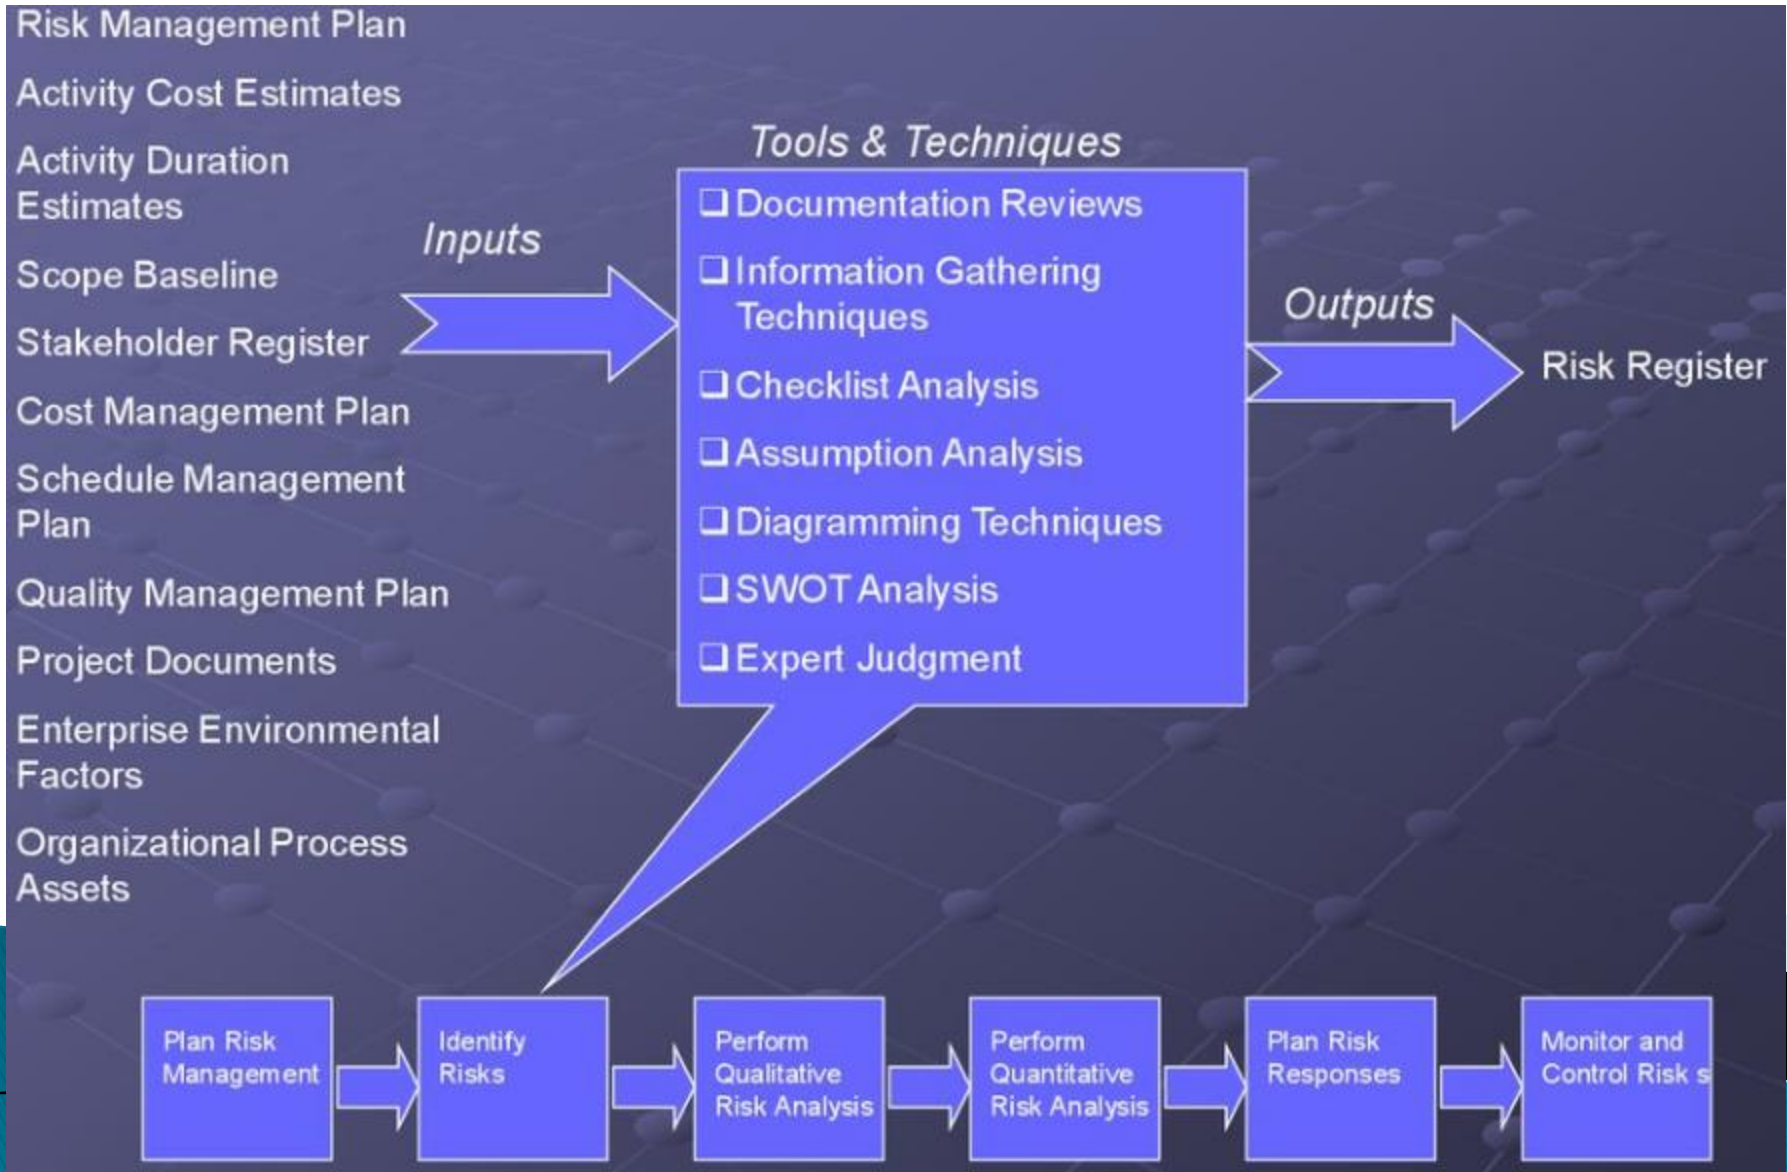 Risk Management Plan
Activity Cost Estimates
Activity Duration
Estimates
Scope Baseline
Stakeholder Register
Cost Management Plan
Schedule Management
Plan
Quality Management Plan
Project Documents
Enterprise Environmental
Factors
Organizational Process
Assets
Inputs
Tools & Techniques
Documentation Reviews
Information Gathering
Techniques
Checklist Analysis
Assumption Analysis
Diagramming Techniques
SWOT Analysis
Expert Judgment
Outputs
Risk Register
Plan Risk
Management
Identify
Risks
Perform
Qualitative
Risk Analysis
Perform
Quantitative
Risk Analysis
Plan Risk
Responses
Monitor and
Control Risk s